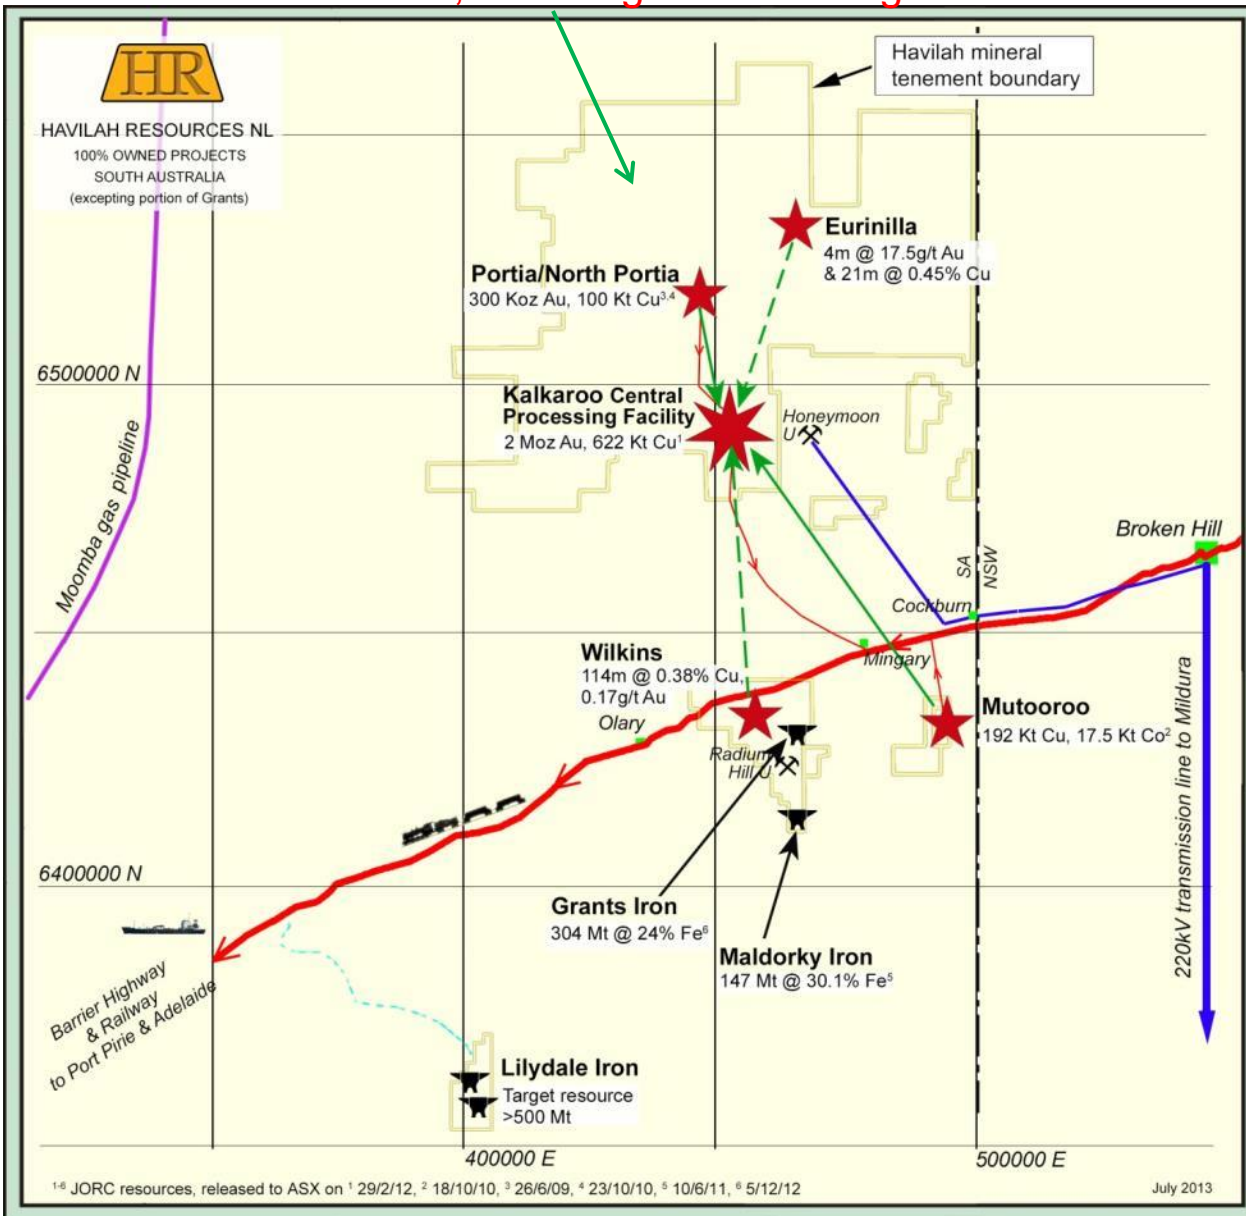 HR
HAVILAH RESOURCES NL
100% OWNED PROJECTS
SOUTH AUSTRALIA
(excepting portion of Grants)
Havilah mineral
tenement boundary
Eurinilla
4m @ 17.5g/t Au
& 21m @ 0.45% Cu
Portia/North Portia
300 Koz Au, 100 Kt Cu³,⁴
6500000 N
Kalkaroo Central
Processing Facility
2 Moz Au, 622 Kt Cu¹
Honeymoon
U
Moomba gas pipeline
Broken Hill
SA
NSW
Cockburn
Mingary
Wilkins
114m @ 0.38% Cu,
0.17g/t Au
Olary
Radium
Hill U
Mutooroo
192 Kt Cu, 17.5 Kt Co²
220kV transmission line to Mildura
6400000 N
Grants Iron
304 Mt @ 24% Fe⁶
Maldorky Iron
147 Mt @ 30.1% Fe⁵
Barrier Highway
& Railway
to Port Pirie & Adelaide
Lilydale Iron
Target resource
>500 Mt
400000 E
500000 E
¹⁻⁶ JORC resources, released to ASX on ¹ 29/2/12, ² 18/10/10, ³ 26/6/09, ⁴ 23/10/10, ⁵ 10/6/11, ⁶ 5/12/12
July 2013